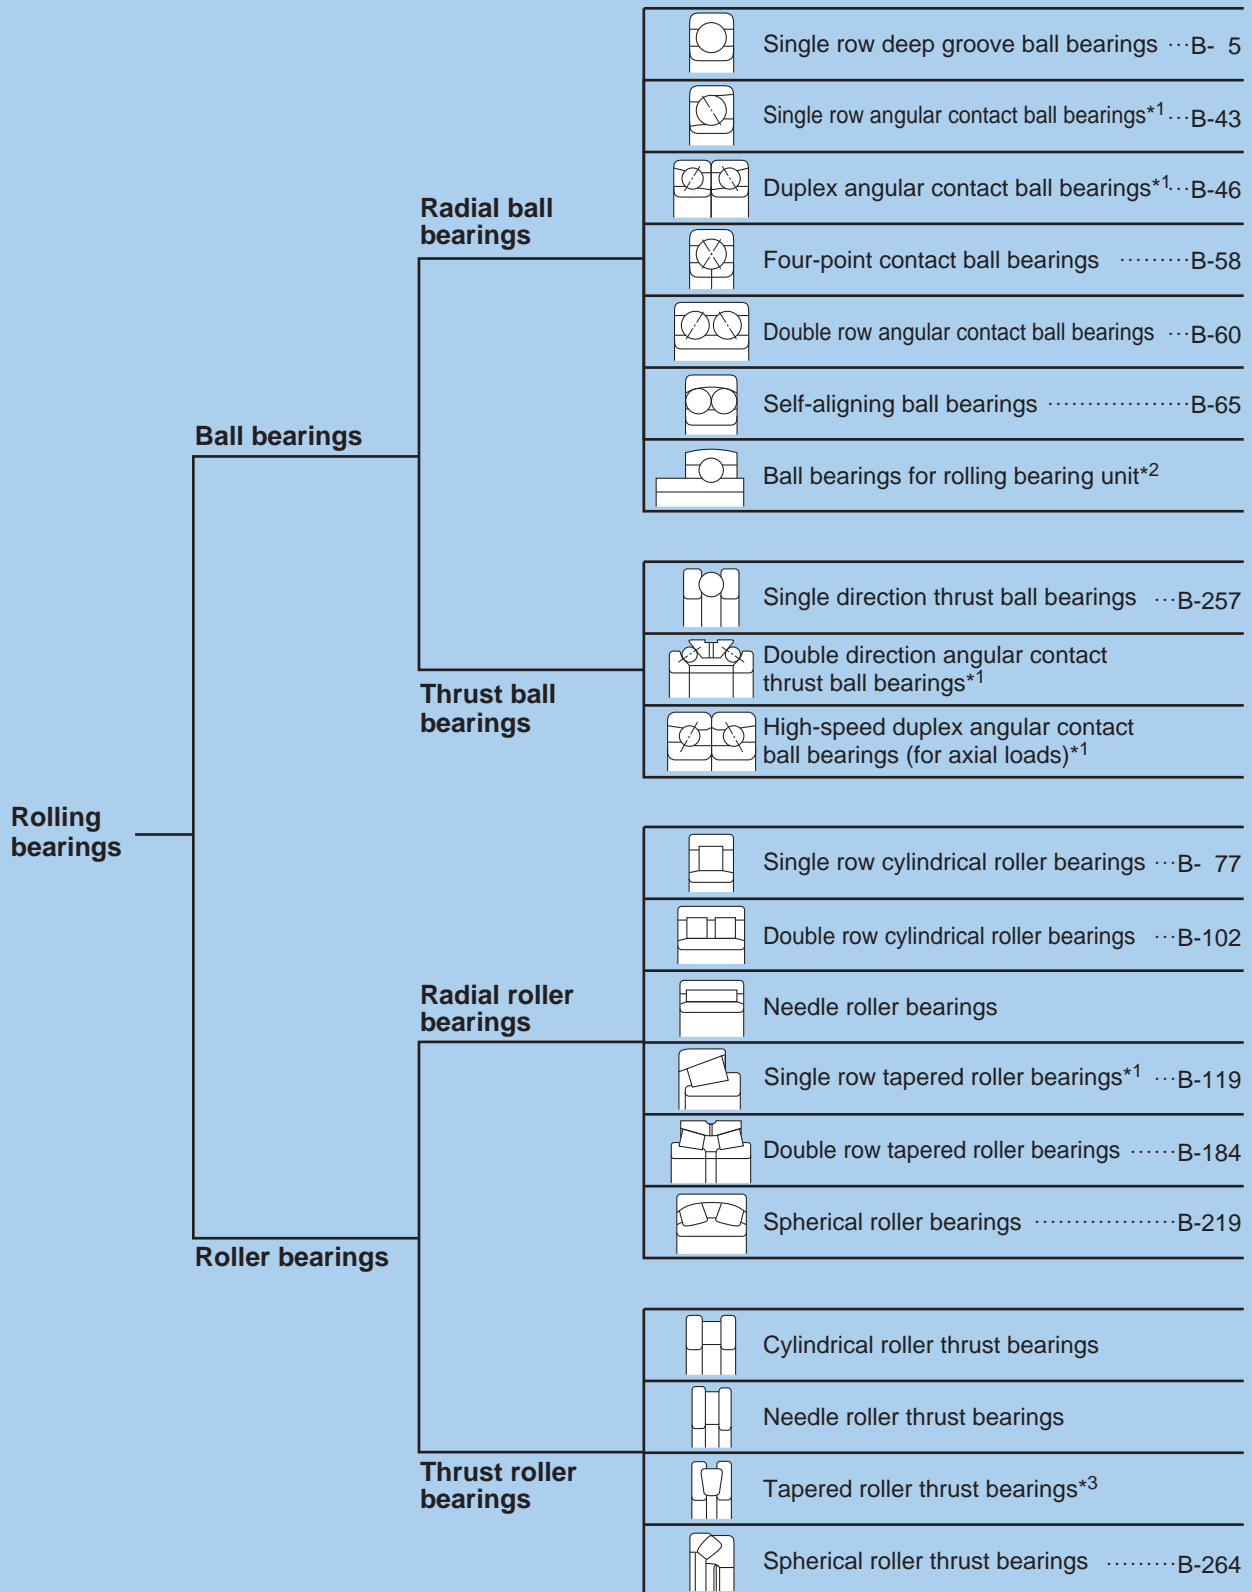 Rolling
bearings
Ball bearings
Radial ball
bearings
Single row deep groove ball bearings ···B- 5
Single row angular contact ball bearings*1 ···B-43
Duplex angular contact ball bearings*1···B-46
Four-point contact ball bearings ·········B-58
Double row angular contact ball bearings ···B-60
Self-aligning ball bearings ··················B-65
Ball bearings for rolling bearing unit*2
Thrust ball
bearings
Single direction thrust ball bearings ···B-257
Double direction angular contact
thrust ball bearings*1
High-speed duplex angular contact
ball bearings (for axial loads)*1
Roller bearings
Radial roller
bearings
Single row cylindrical roller bearings ···B- 77
Double row cylindrical roller bearings ···B-102
Needle roller bearings
Single row tapered roller bearings*1 ···B-119
Double row tapered roller bearings ······B-184
Spherical roller bearings ··················B-219
Thrust roller
bearings
Cylindrical roller thrust bearings
Needle roller thrust bearings
Tapered roller thrust bearings*3
Spherical roller thrust bearings ·········B-264